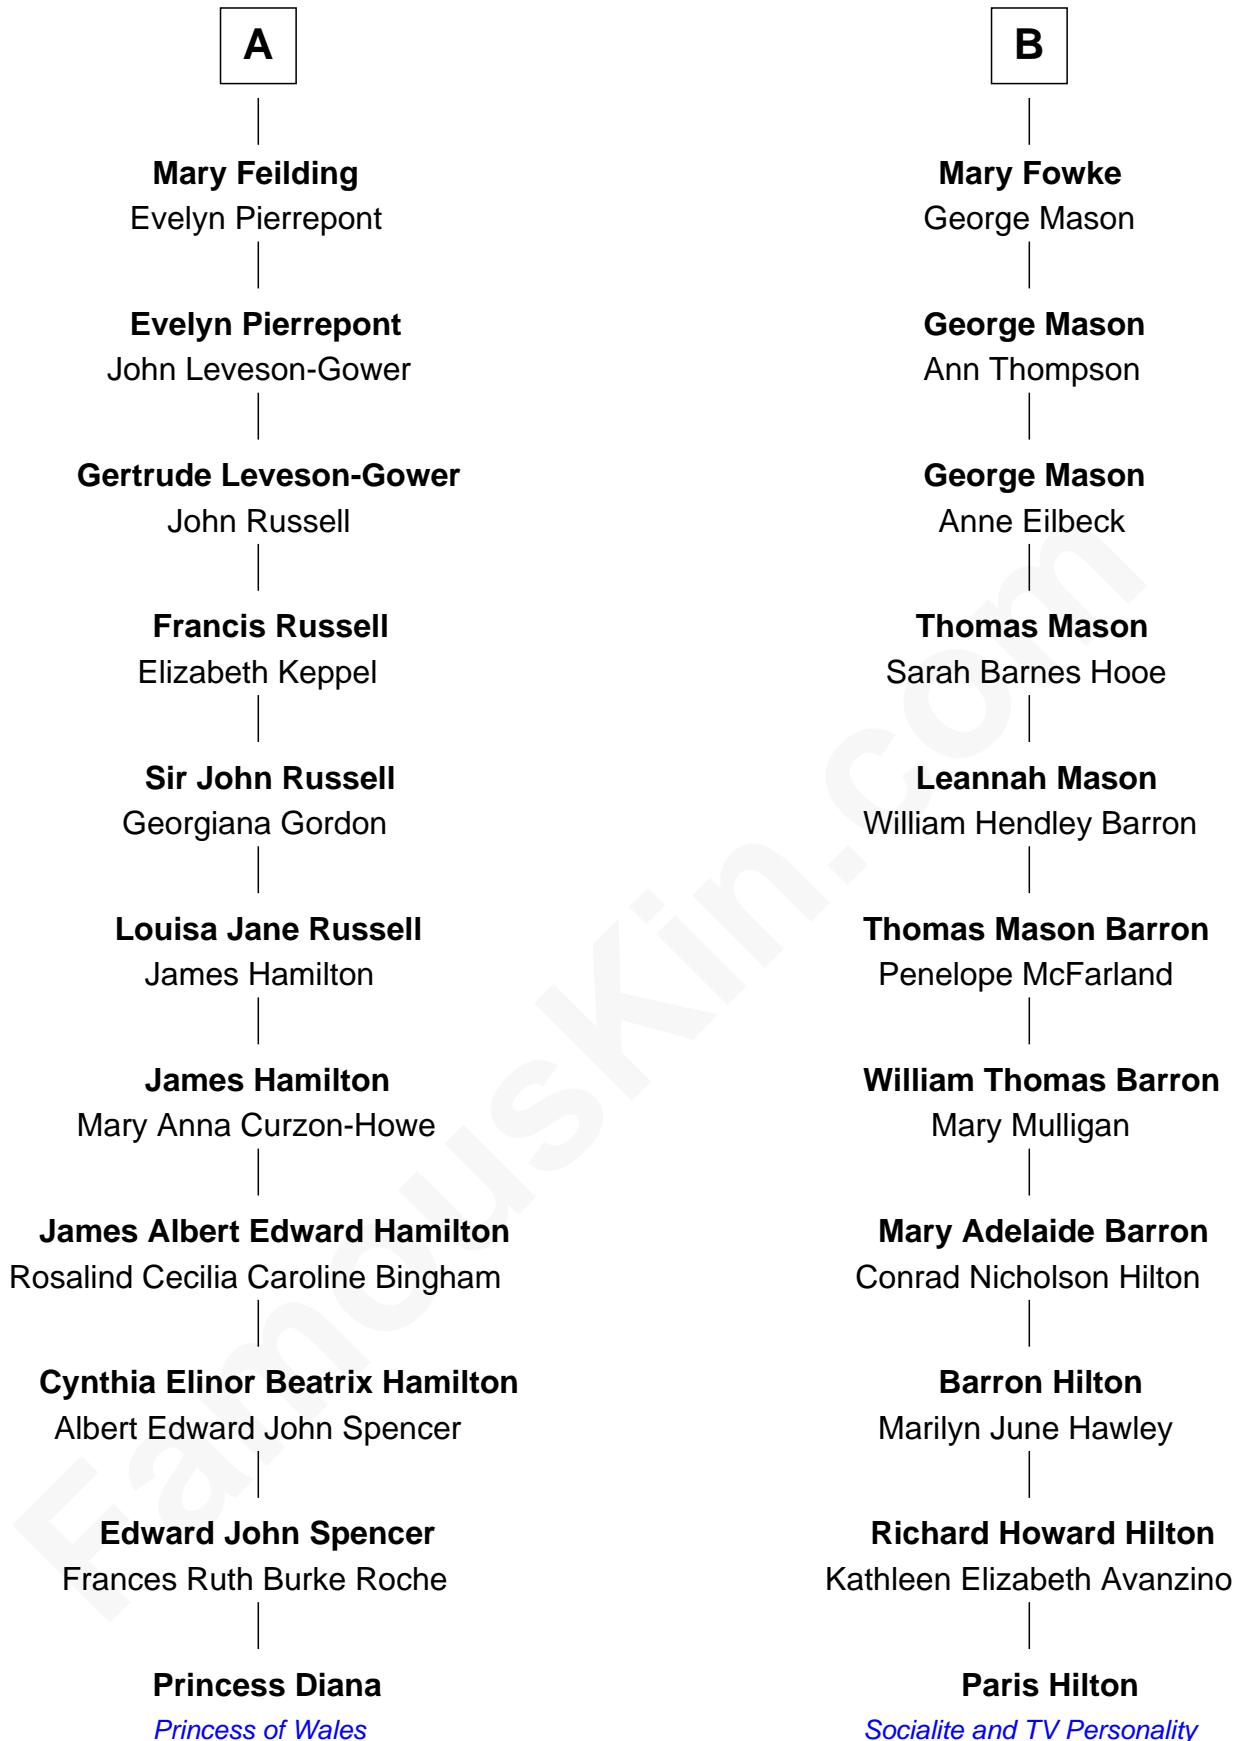 A
Mary Feilding
Evelyn Pierrepont
Evelyn Pierrepont
John Leveson-Gower
Gertrude Leveson-Gower
John Russell
Francis Russell
Elizabeth Keppel
Sir John Russell
Georgiana Gordon
Louisa Jane Russell
James Hamilton
James Hamilton
Mary Anna Curzon-Howe
James Albert Edward Hamilton
Rosalind Cecilia Caroline Bingham
Cynthia Elinor Beatrix Hamilton
Albert Edward John Spencer
Edward John Spencer
Frances Ruth Burke Roche
Princess Diana
Princess of Wales
B
Mary Fowke
George Mason
George Mason
Ann Thompson
George Mason
Anne Eilbeck
Thomas Mason
Sarah Barnes Hooe
Leannah Mason
William Hendley Barron
Thomas Mason Barron
Penelope McFarland
William Thomas Barron
Mary Mulligan
Mary Adelaide Barron
Conrad Nicholson Hilton
Barron Hilton
Marilyn June Hawley
Richard Howard Hilton
Kathleen Elizabeth Avanzino
Paris Hilton
Socialite and TV Personality
FamousKin.com